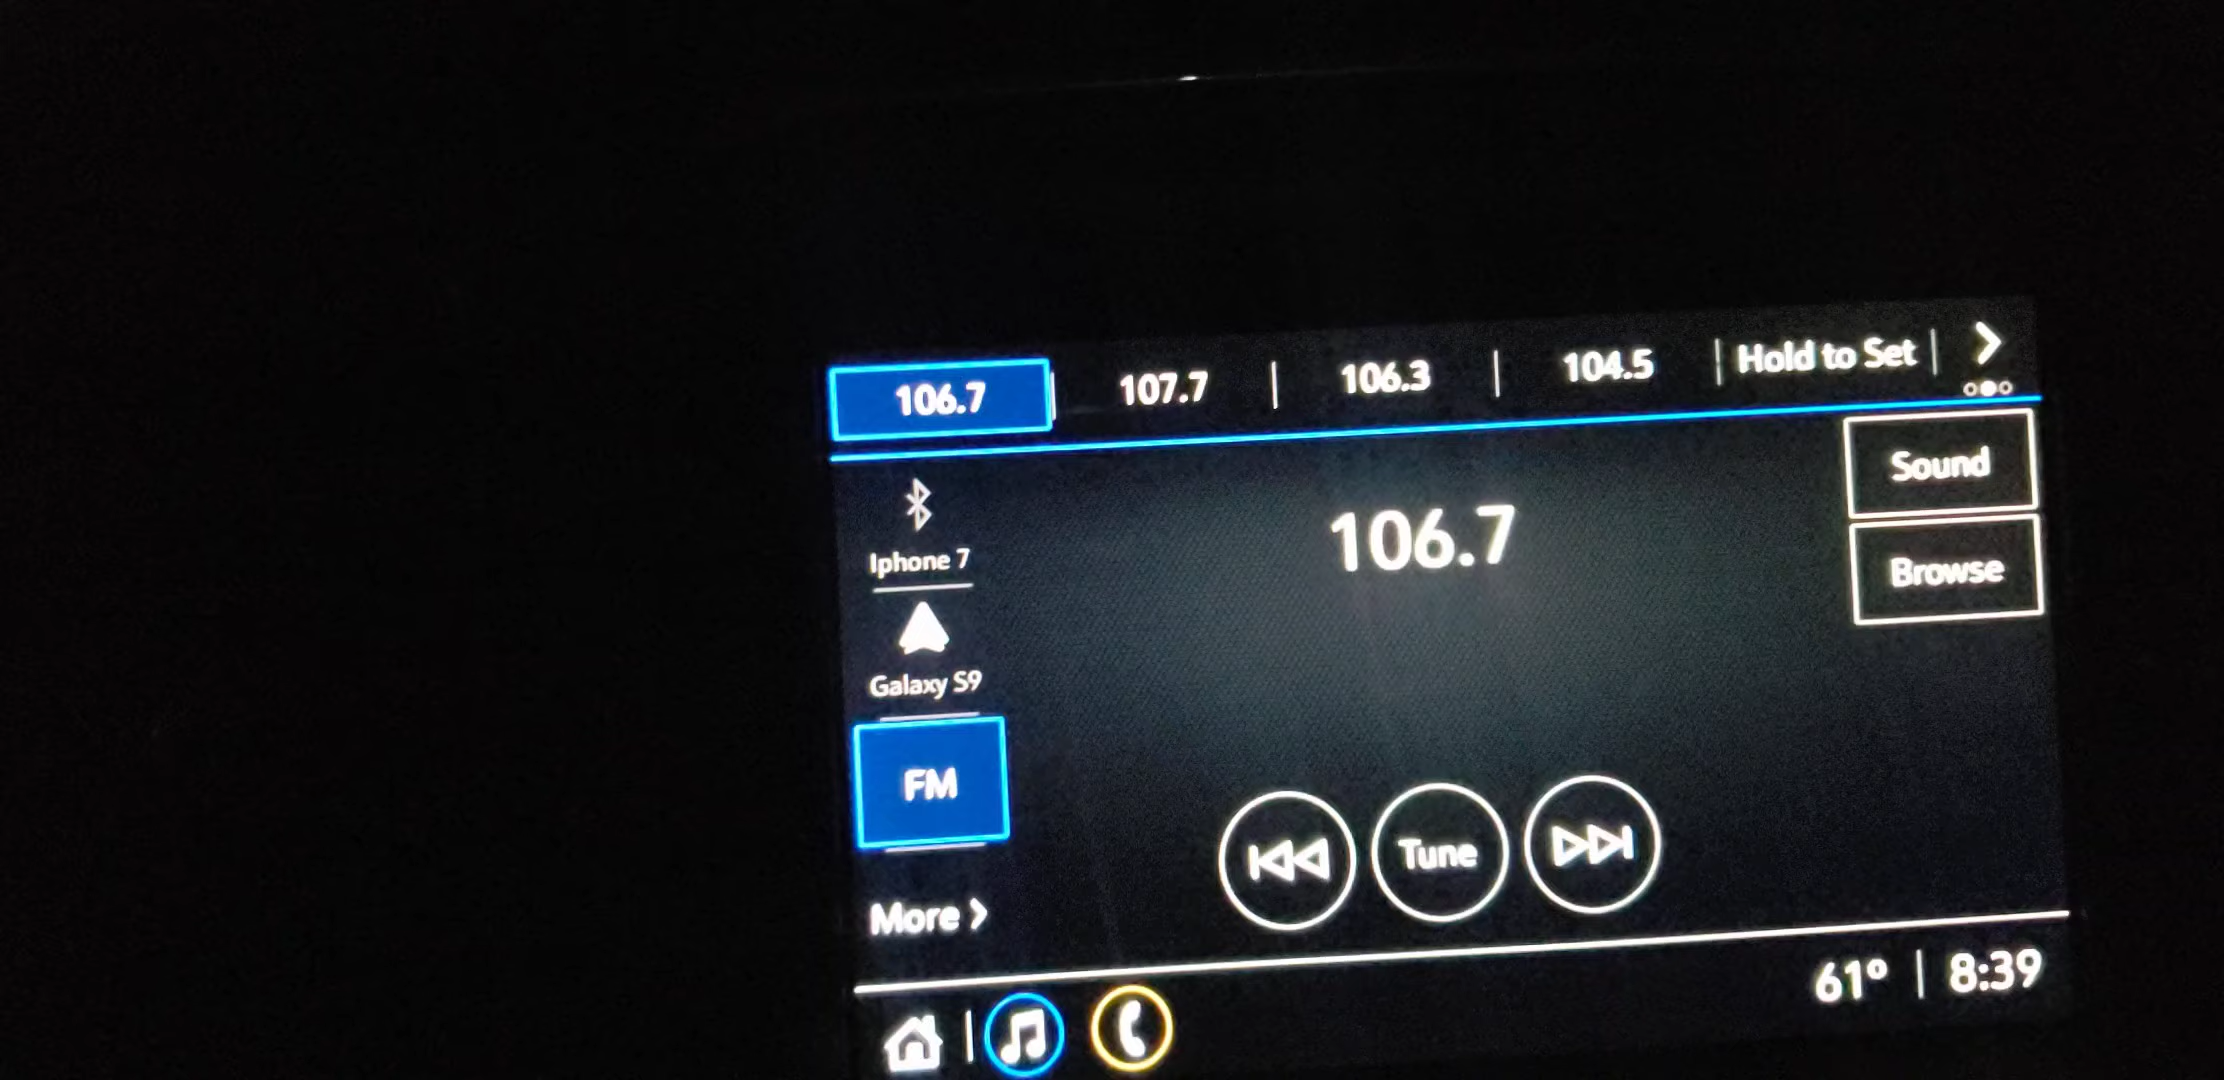 106.7 | 107.7 | 106.3 | 104.5 | Hold to Set |
Iphone 7
Galaxy S9
FM
More
106.7
Tune
Sound
Browse
61° | 8:39